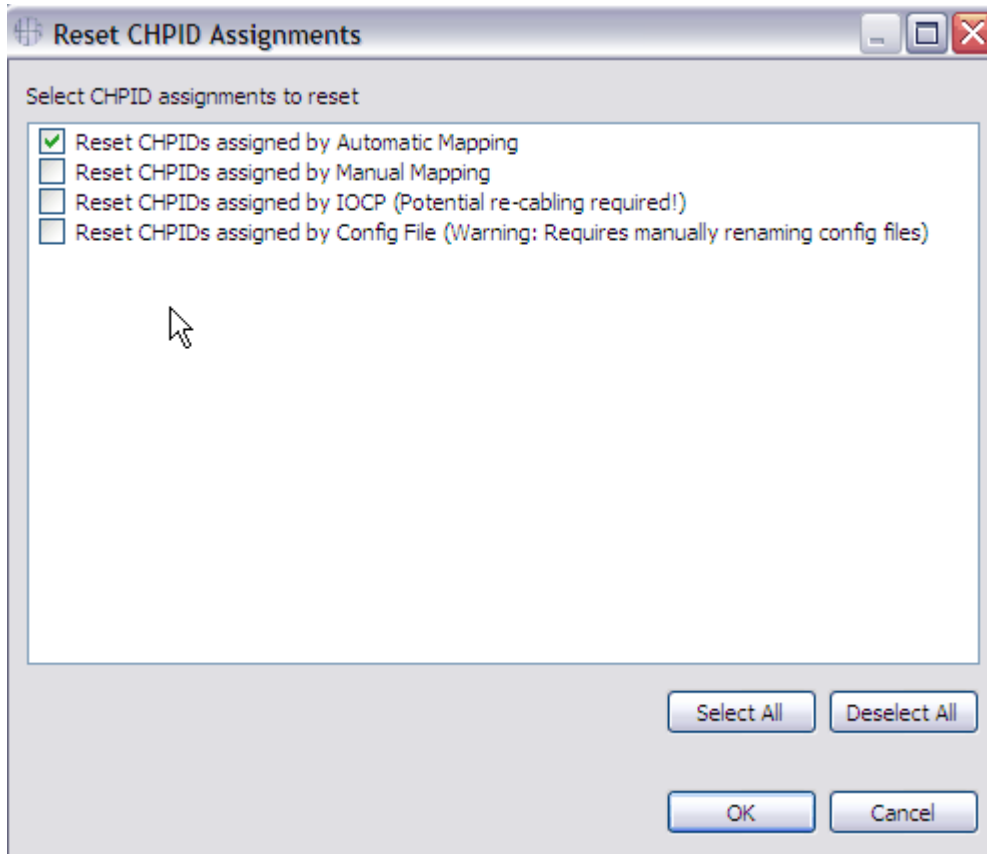 Reset CHPID Assignments
Select CHPID assignments to reset
Reset CHPIDs assigned by Automatic Mapping
Reset CHPIDs assigned by Manual Mapping
Reset CHPIDs assigned by IOCP (Potential re-cabling required!)
Reset CHPIDs assigned by Config File (Warning: Requires manually renaming config files)
Select All Deselect All
OK Cancel